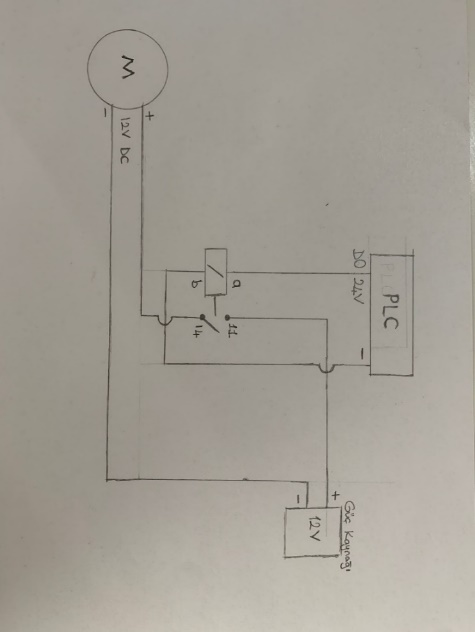 PLC
DO 24V
-
a
b
11
14
M
+
-
12V DC
Güç Kaynağı
12V
+
-